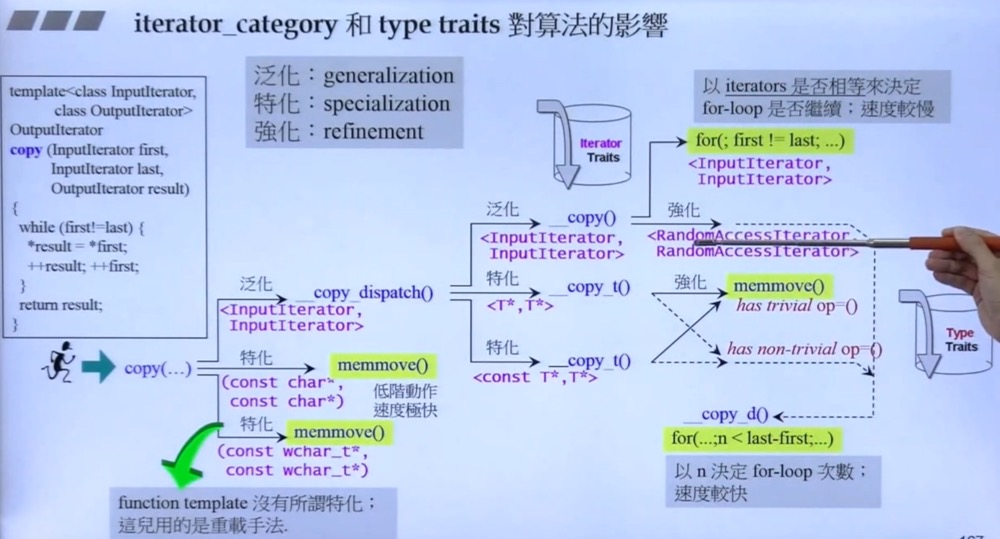 iterator_category 和 type traits 對算法的影響
template<class InputIterator,
class OutputIterator>
OutputIterator
copy (InputIterator first,
InputIterator last,
OutputIterator result)
{
while (first!=last) {
*result = *first;
++result; ++first;
}
return result;
}
泛化：generalization
特化：specialization
強化：refinement
以 iterators 是否相等來決定
for-loop 是否繼續；速度較慢
Iterator
Traits
for(; first != last; ...)
<InputIterator,
InputIterator>
泛化
__copy()
<InputIterator,
InputIterator>
強化
<RandomAccessIterator,
RandomAccessIterator>
泛化
__copy_dispatch()
<InputIterator,
InputIterator>
特化
__copy_t()
<T*,T*>
強化
memmove()
has trivial op=()
has non-trivial op=()
Type
Traits
特化
__copy_t()
<const T*,T*>
copy(…)
特化
memmove()
(const char*,
const char*)
低階動作
速度極快
特化
memmove()
(const wchar_t*,
const wchar_t*)
__copy_d()
for(...;n < last-first;...)
以 n 決定 for-loop 次數；
速度較快
function template 沒有所謂特化；
這兒用的是重載手法.